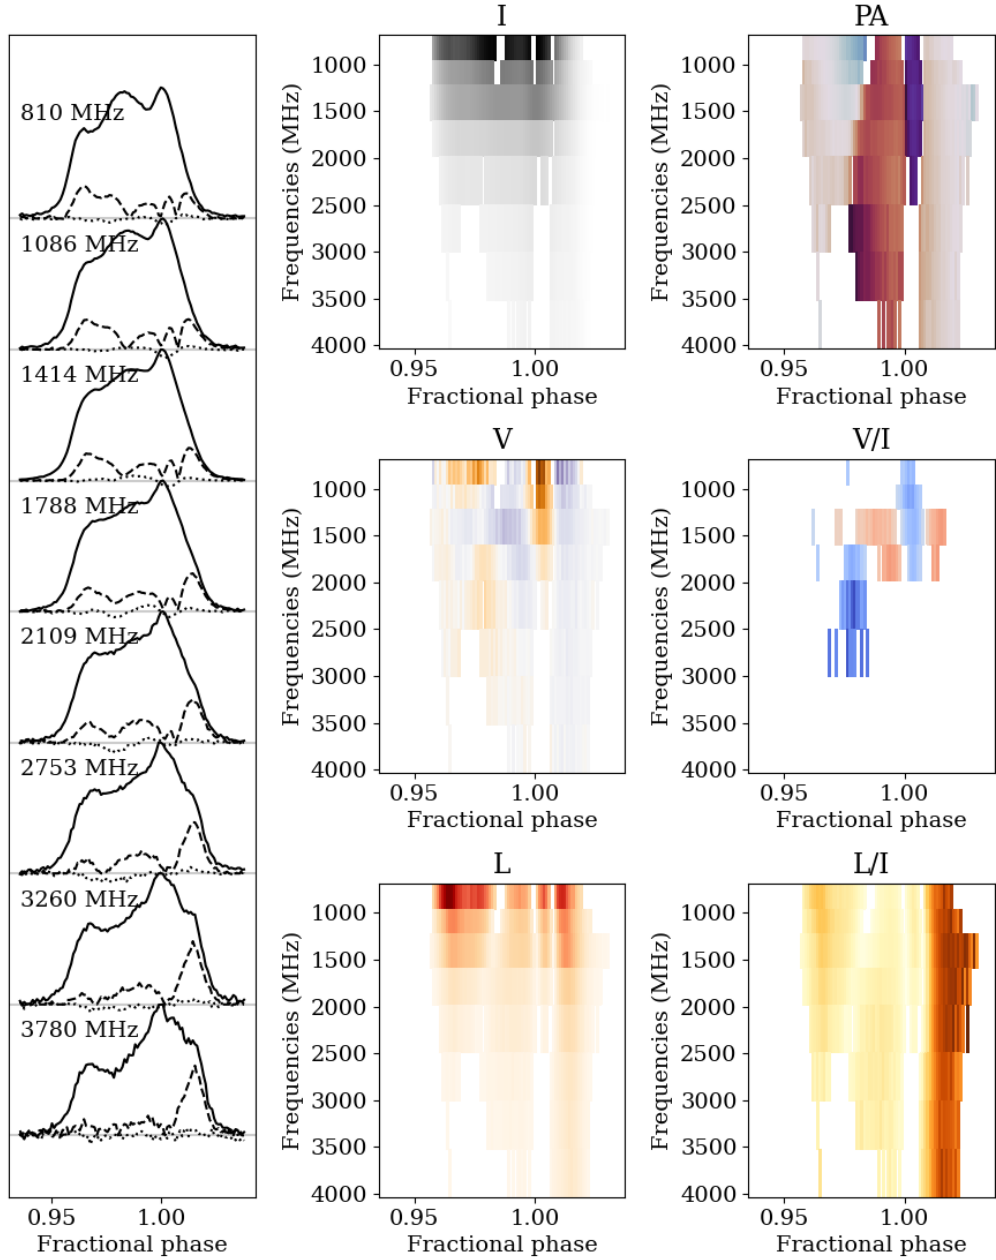 810 MHz
1086 MHz
1414 MHz
1788 MHz
2109 MHz
2753 MHz
3260 MHz
3780 MHz
0.95 1.00
Fractional phase
I
Frequencies (MHz)
1000
1500
2000
2500
3000
3500
4000
0.95 1.00
Fractional phase
PA
Frequencies (MHz)
1000
1500
2000
2500
3000
3500
4000
0.95 1.00
Fractional phase
V
Frequencies (MHz)
1000
1500
2000
2500
3000
3500
4000
0.95 1.00
Fractional phase
V/I
Frequencies (MHz)
1000
1500
2000
2500
3000
3500
4000
0.95 1.00
Fractional phase
L
Frequencies (MHz)
1000
1500
2000
2500
3000
3500
4000
0.95 1.00
Fractional phase
L/I
Frequencies (MHz)
1000
1500
2000
2500
3000
3500
4000
0.95 1.00
Fractional phase